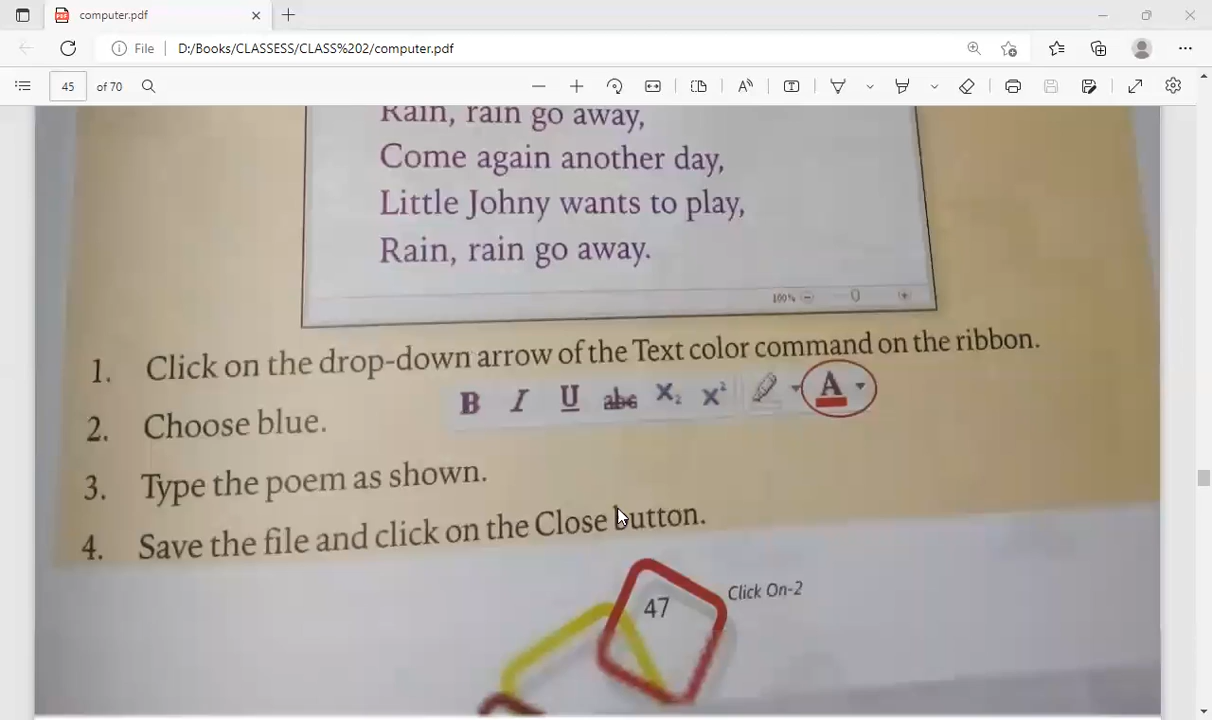 computer.pdf
File D:/Books/CLASSESS/CLASS%202/computer.pdf
45 of 70
Rain, rain go away,
Come again another day,
Little Johny wants to play,
Rain, rain go away.
100%
1. Click on the drop-down arrow of the Text color command on the ribbon.
B I U abc X₂ X² A
2. Choose blue.
3. Type the poem as shown.
4. Save the file and click on the Close button.
47
Click On-2